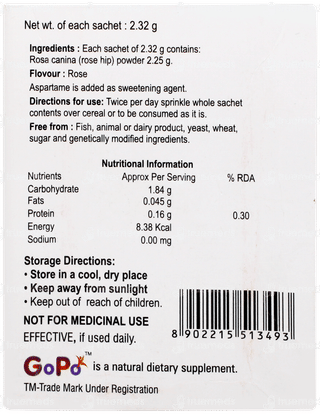 Net wt. of each sachet : 2.32 g
Ingredients : Each sachet of 2.32 g contains:
Rosa canina (rose hip) powder 2.25 g.
Flavour : Rose
Aspartame is added as sweetening agent.
Directions for use: Twice per day sprinkle whole sachet
contents over cereal or to be consumed as it is.
Free from : Fish, animal or dairy product, yeast, wheat,
sugar and genetically modified ingredients.
Nutritional Information
Nutrients Approx Per Serving % RDA
Carbohydrate 1.84 g
Fats 0.045 g
Protein 0.16 g 0.30
Energy 8.38 Kcal
Sodium 0.00 mg
Storage Directions:
• Store in a cool, dry place
• Keep away from sunlight
• Keep out of reach of children.
NOT FOR MEDICINAL USE
EFFECTIVE, if used daily.
8 902215 513493
GoPo™ is a natural dietary supplement.
TM-Trade Mark Under Registration